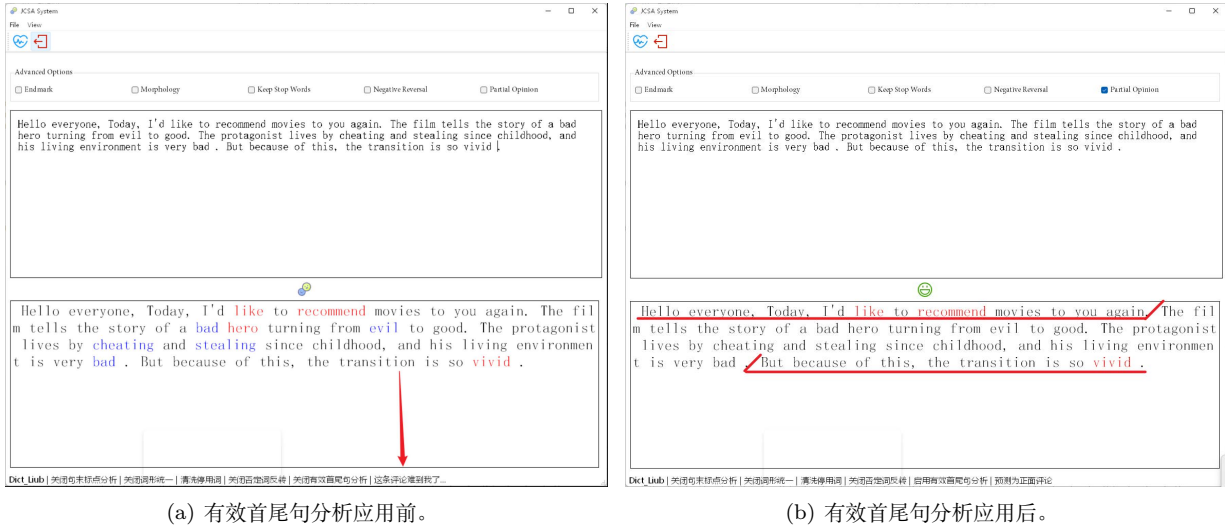 JCSA System
File View
Advanced Options
Endmark Morphology Keep Stop Words Negative Reversal Partial Opinion
Hello everyone, Today, I'd like to recommend movies to you again. The film tells the story of a bad
hero turning from evil to good. The protagonist lives by cheating and stealing since childhood, and
his living environment is very bad . But because of this, the transition is so vivid .
Hello everyone, Today, I'd like to recommend movies to you again. The fil
m tells the story of a bad hero turning from evil to good. The protagonist
lives by cheating and stealing since childhood, and his living environmen
t is very bad . But because of this, the transition is so vivid .
Dict_Liub | 关闭句末标点分析 | 关闭词形统一 | 清洗停用词 | 关闭否定词反转 | 关闭有效首尾句分析 | 这条评论难到我了...
(a) 有效首尾句分析应用前。
JCSA System
File View
Advanced Options
Endmark Morphology Keep Stop Words Negative Reversal Partial Opinion
Hello everyone, Today, I'd like to recommend movies to you again. The film tells the story of a bad
hero turning from evil to good. The protagonist lives by cheating and stealing since childhood, and
his living environment is very bad . But because of this, the transition is so vivid .
Hello everyone, Today, I'd like to recommend movies to you again. The fil
m tells the story of a bad hero turning from evil to good. The protagonist
lives by cheating and stealing since childhood, and his living environmen
t is very bad . But because of this, the transition is so vivid .
Dict_Liub | 关闭句末标点分析 | 关闭词形统一 | 清洗停用词 | 关闭否定词反转 | 启用有效首尾句分析 | 预测为正面评论
(b) 有效首尾句分析应用后。